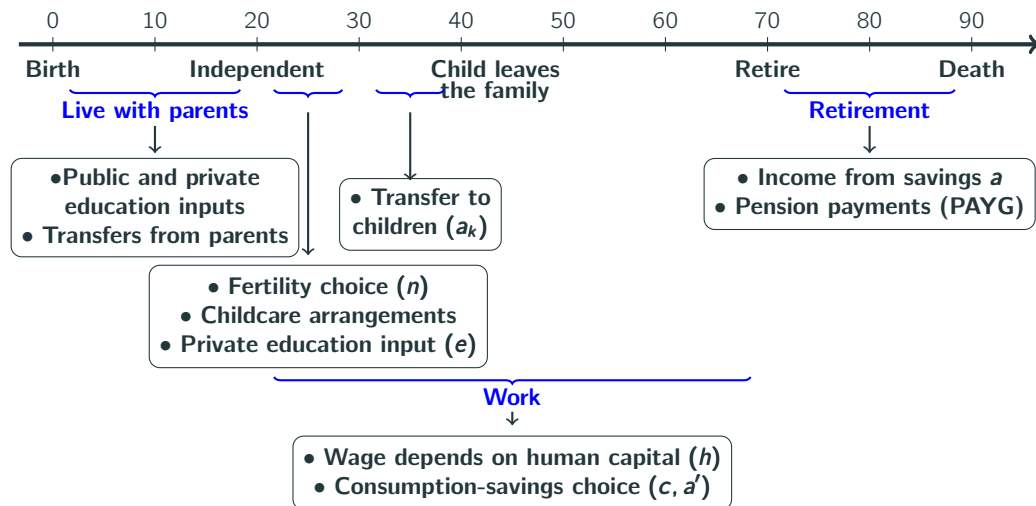 0 10 20 30 40 50 60 70 80 90
Birth Independent Child leaves the family Retire Death
Live with parents
Retirement
●Public and private
education inputs
● Transfers from parents
● Transfer to
children (a_k)
● Income from savings a
● Pension payments (PAYG)
● Fertility choice (n)
● Childcare arrangements
● Private education input (e)
Work
● Wage depends on human capital (h)
● Consumption-savings choice (c, a′)